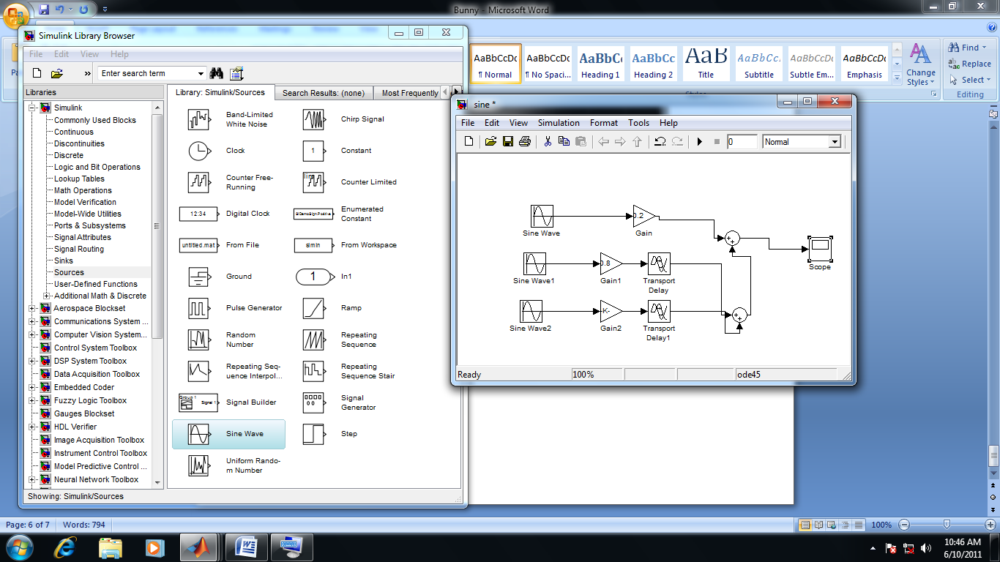 Bunny - Microsoft Word
Simulink Library Browser
File Edit View Help
» Enter search term
Libraries
Simulink
Commonly Used Blocks
Continuous
Discontinuities
Discrete
Logic and Bit Operations
Lookup Tables
Math Operations
Model Verification
Model-Wide Utilities
Ports & Subsystems
Signal Attributes
Signal Routing
Sinks
Sources
User-Defined Functions
Additional Math & Discrete
Aerospace Blockset
Communications System ...
Computer Vision System...
Control System Toolbox
DSP System Toolbox
Data Acquisition Toolbox
Embedded Coder
Fuzzy Logic Toolbox
Gauges Blockset
HDL Verifier
Image Acquisition Toolbox
Instrument Control Toolbox
Model Predictive Control ...
Neural Network Toolbox
Library: Simulink/Sources Search Results: (none) Most Frequently
Band-Limited
White Noise
Chirp Signal
Clock
1 Constant
Counter Free-
Running
lim Counter Limited
12:34 Digital Clock
Enumerated
Constant
untitled.mat From File
simin From Workspace
Ground
1 In1
Pulse Generator
Ramp
Random
Number
Repeating
Sequence
Repeating Seq-
uence Interpol...
Repeating
Sequence Stair
Group 1
Signal 1 Signal Builder
Signal
Generator
Sine Wave
Step
Uniform Rando-
m Number
Showing: Simulink/Sources
AaBbCcDc AaBbCcDc AaBbCc AaBbCc AaB AaBbCc. AaBbCcDc AaBbCcDc
¶ Normal ¶ No Spaci... Heading 1 Heading 2 Title Subtitle Subtle Em... Emphasis
Change
Styles
Find
Replace
Select
Editing
sine *
File Edit View Simulation Format Tools Help
0 Normal
Sine Wave
0.2
Gain
Scope
Sine Wave1
0.8
Gain1
Transport
Delay
Sine Wave2
-K-
Gain2
Transport
Delay1
Ready 100% ode45
Page: 6 of 7 Words: 794 100%
10:46 AM
6/10/2011